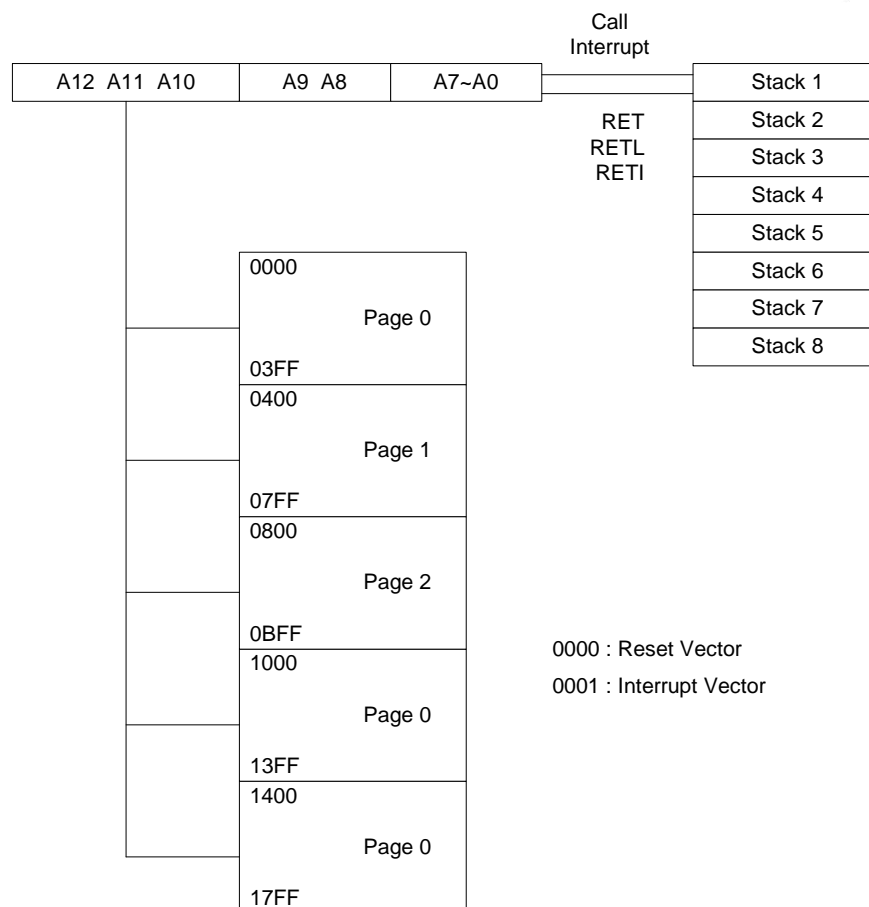 Call
Interrupt
A12 A11 A10
A9 A8
A7~A0
Stack 1
RET
RETL
RETI
Stack 2
Stack 3
Stack 4
Stack 5
Stack 6
Stack 7
Stack 8
0000
Page 0
03FF
0400
Page 1
07FF
0800
Page 2
0BFF
1000
Page 0
13FF
1400
Page 0
17FF
0000 : Reset Vector
0001 : Interrupt Vector